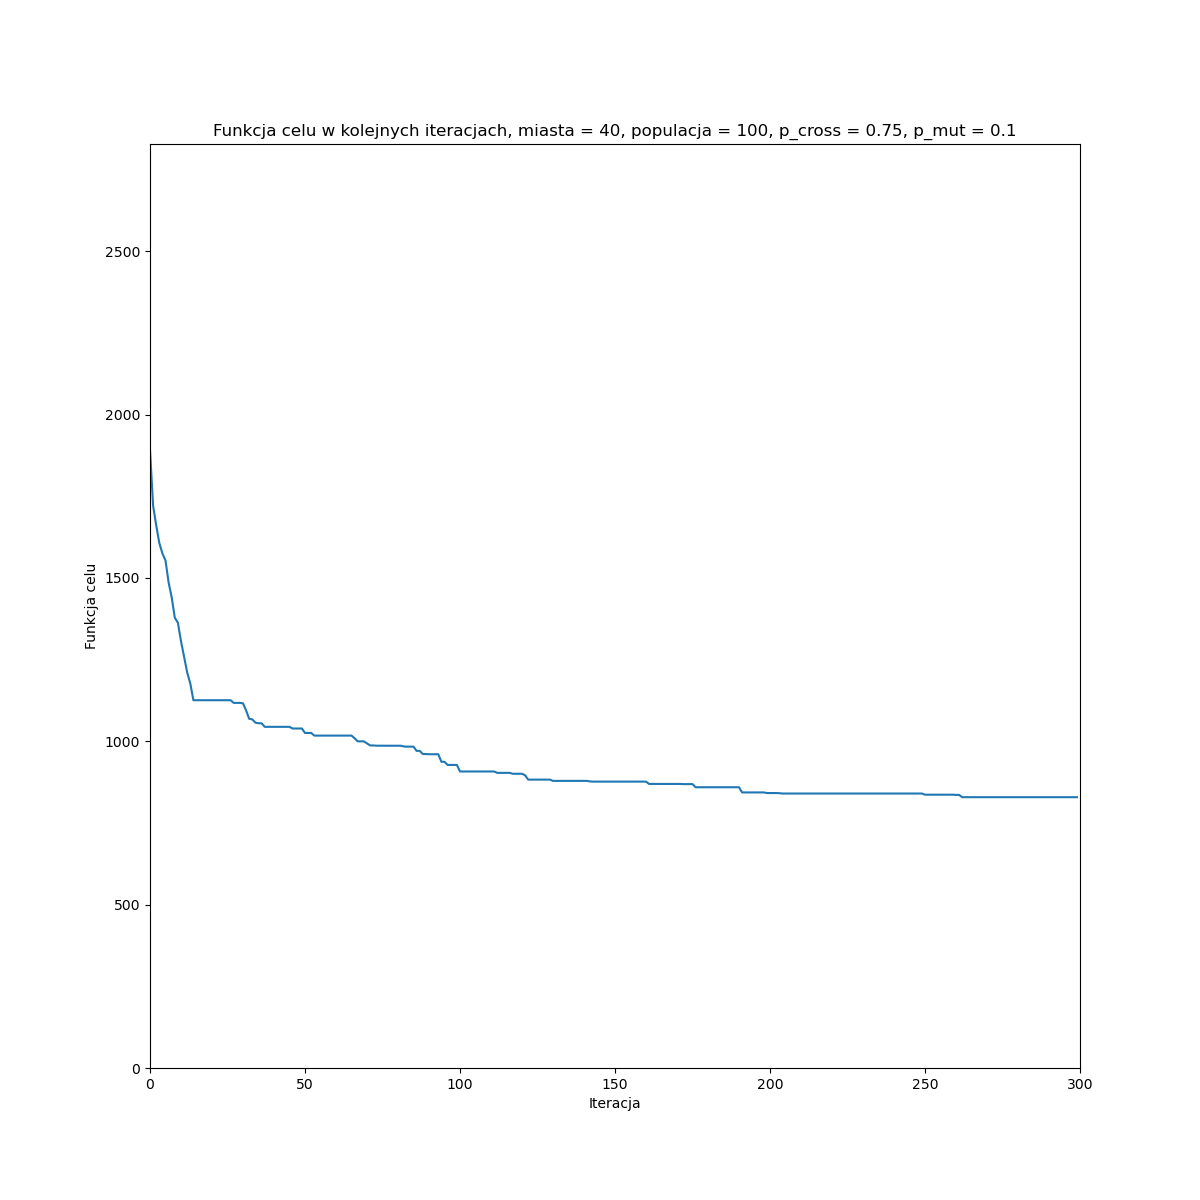 Funkcja celu w kolejnych iteracjach, miasta = 40, populacja = 100, p_cross = 0.75, p_mut = 0.1
2500
2000
1500
1000
500
0
Funkcja celu
0 50 100 150 200 250 300
Iteracja